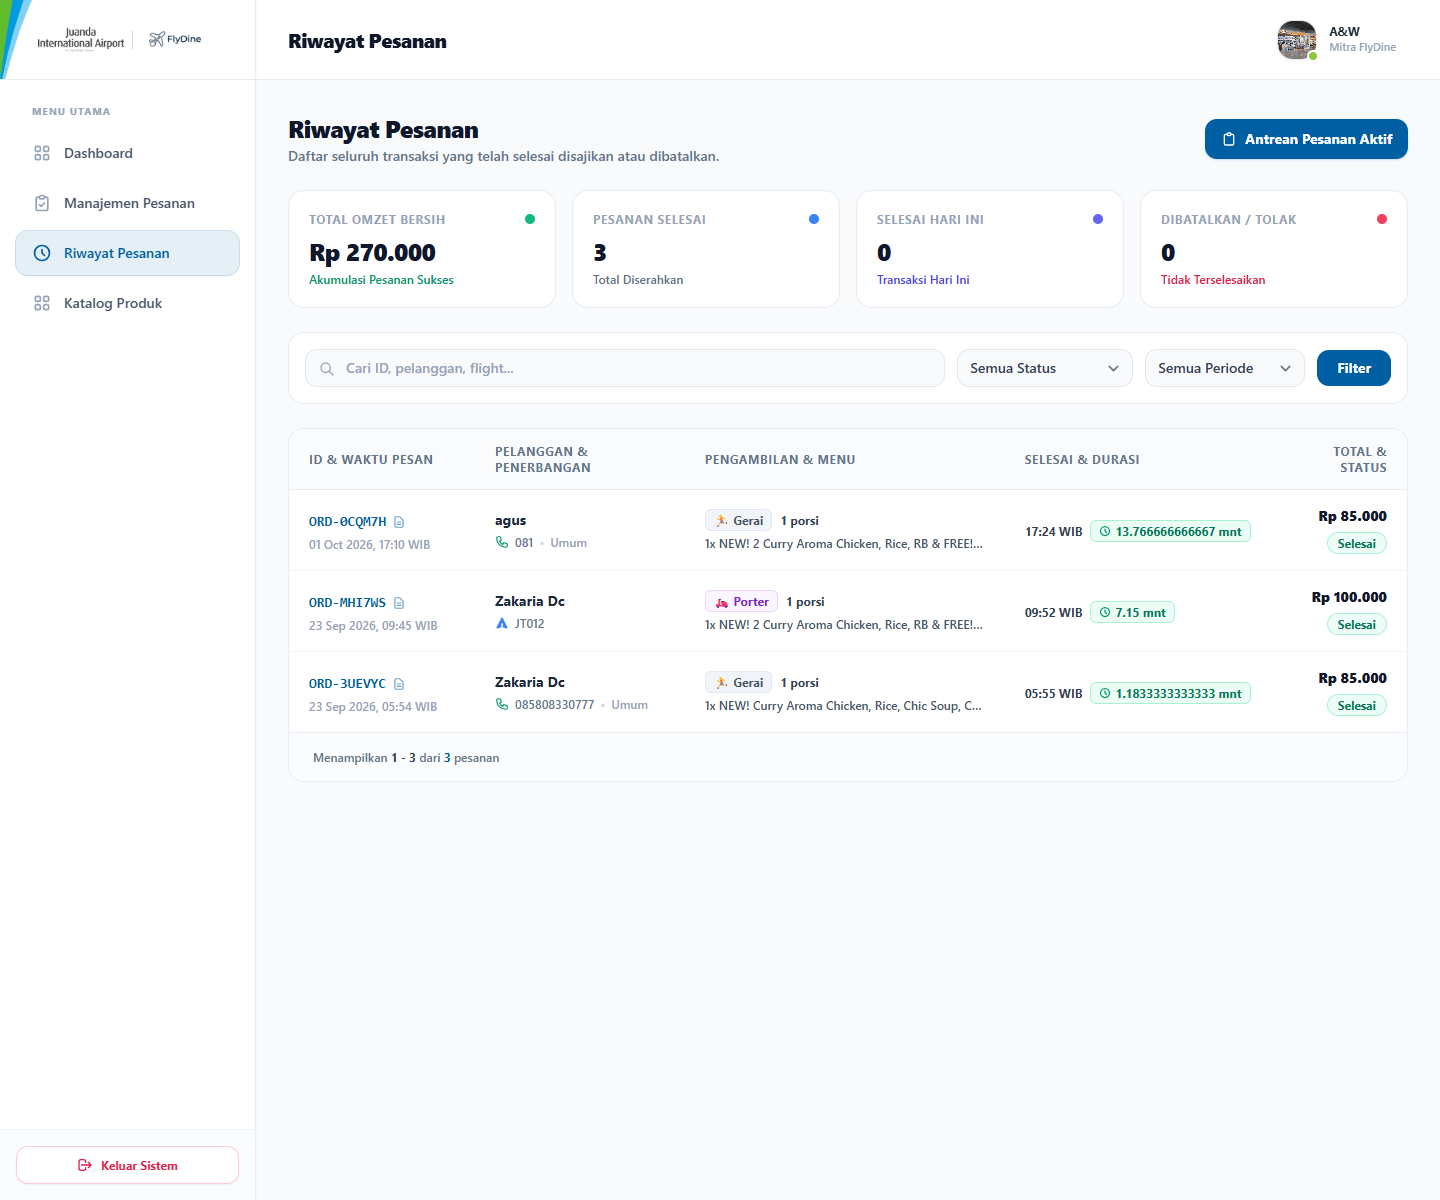 Juanda
International Airport
FlyDine
Riwayat Pesanan
A&W
Mitra FlyDine
MENU UTAMA
Dashboard
Manajemen Pesanan
Riwayat Pesanan
Katalog Produk
Keluar Sistem
Riwayat Pesanan
Daftar seluruh transaksi yang telah selesai disajikan atau dibatalkan.
Antrean Pesanan Aktif
TOTAL OMZET BERSIH
Rp 270.000
Akumulasi Pesanan Sukses
PESANAN SELESAI
3
Total Diserahkan
SELESAI HARI INI
0
Transaksi Hari Ini
DIBATALKAN / TOLAK
0
Tidak Terselesaikan
Cari ID, pelanggan, flight...
Semua Status
Semua Periode
Filter
ID & WAKTU PESAN
PELANGGAN &
PENERBANGAN
PENGAMBILAN & MENU
SELESAI & DURASI
TOTAL &
STATUS
ORD-0CQM7H
01 Oct 2026, 17:10 WIB
agus
081 • Umum
Gerai 1 porsi
1x NEW! 2 Curry Aroma Chicken, Rice, RB & FREE!...
17:24 WIB 13.766666666667 mnt
Rp 85.000
Selesai
ORD-MHI7WS
23 Sep 2026, 09:45 WIB
Zakaria Dc
JT012
Porter 1 porsi
1x NEW! 2 Curry Aroma Chicken, Rice, RB & FREE!...
09:52 WIB 7.15 mnt
Rp 100.000
Selesai
ORD-3UEVYC
23 Sep 2026, 05:54 WIB
Zakaria Dc
085808330777 • Umum
Gerai 1 porsi
1x NEW! Curry Aroma Chicken, Rice, Chic Soup, C...
05:55 WIB 1.1833333333333 mnt
Rp 85.000
Selesai
Menampilkan 1 - 3 dari 3 pesanan